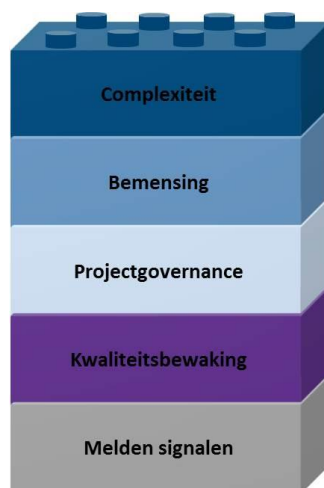 Complexiteit
Bemensing
Projectgovernance
Kwaliteitsbewaking
Melden signalen